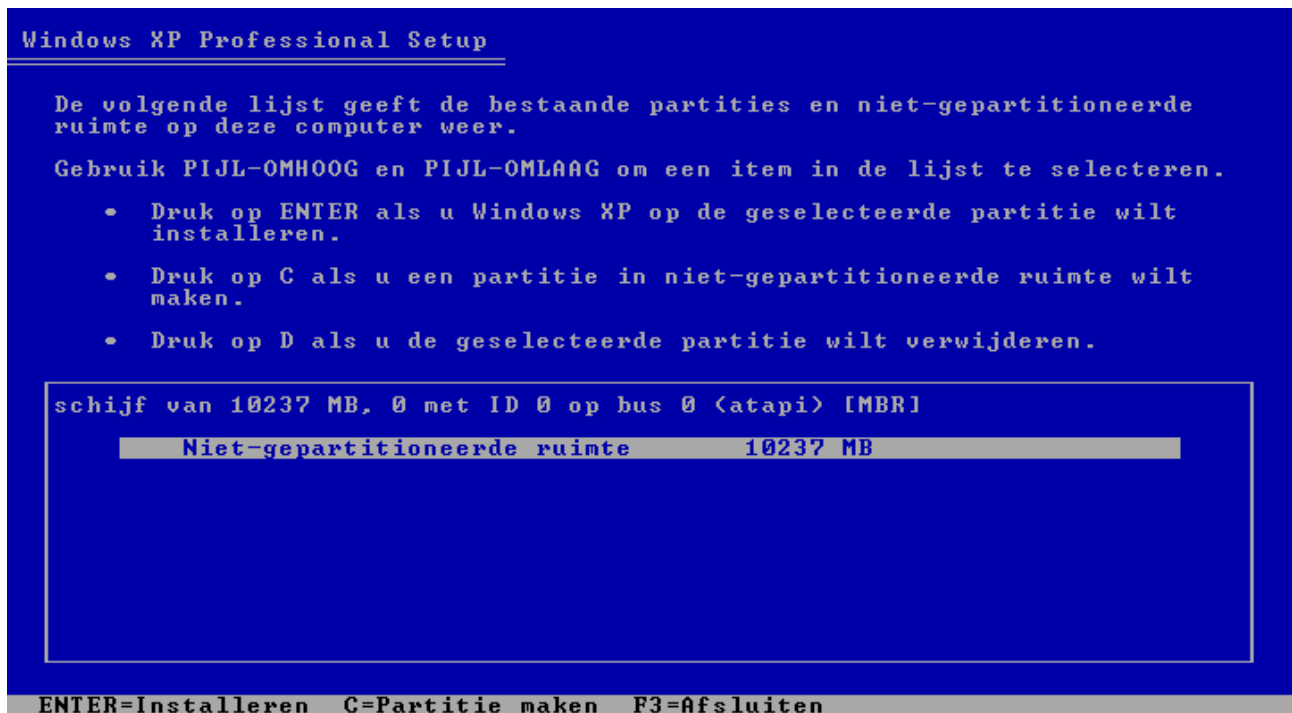 Windows XP Professional Setup
De volgende lijst geeft de bestaande partities en niet-gepartitioneerde
ruimte op deze computer weer.
Gebruik PIJL-OMHOOG en PIJL-OMLAAG om een item in de lijst te selecteren.
• Druk op ENTER als u Windows XP op de geselecteerde partitie wilt
installeren.
• Druk op C als u een partitie in niet-gepartitioneerde ruimte wilt
maken.
• Druk op D als u de geselecteerde partitie wilt verwijderen.
schijf van 10237 MB, 0 met ID 0 op bus 0 (atapi) [MBR]
Niet-gepartitioneerde ruimte 10237 MB
ENTER=Installeren C=Partitie maken F3=Afsluiten